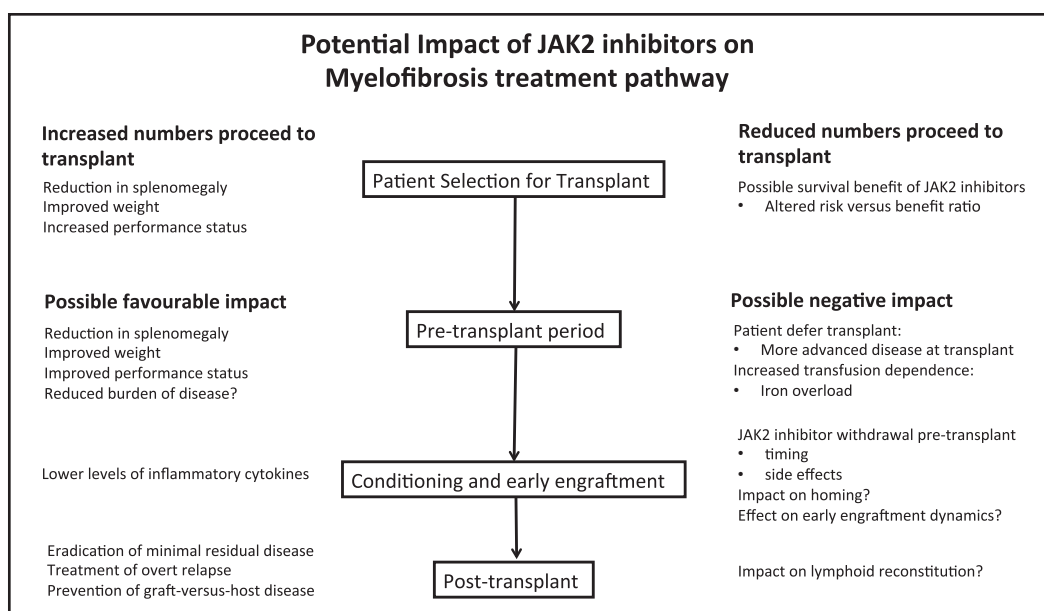 Potential Impact of JAK2 inhibitors on
Myelofibrosis treatment pathway
Increased numbers proceed to
transplant
Reduction in splenomegaly
Improved weight
Increased performance status
Patient Selection for Transplant
Reduced numbers proceed to
transplant
Possible survival benefit of JAK2 inhibitors
• Altered risk versus benefit ratio
Possible favourable impact
Reduction in splenomegaly
Improved weight
Improved performance status
Reduced burden of disease?
Pre-transplant period
Possible negative impact
Patient defer transplant:
• More advanced disease at transplant
Increased transfusion dependence:
• Iron overload
Lower levels of inflammatory cytokines
Conditioning and early engraftment
JAK2 inhibitor withdrawal pre-transplant
• timing
• side effects
Impact on homing?
Effect on early engraftment dynamics?
Eradication of minimal residual disease
Treatment of overt relapse
Prevention of graft-versus-host disease
Post-transplant
Impact on lymphoid reconstitution?